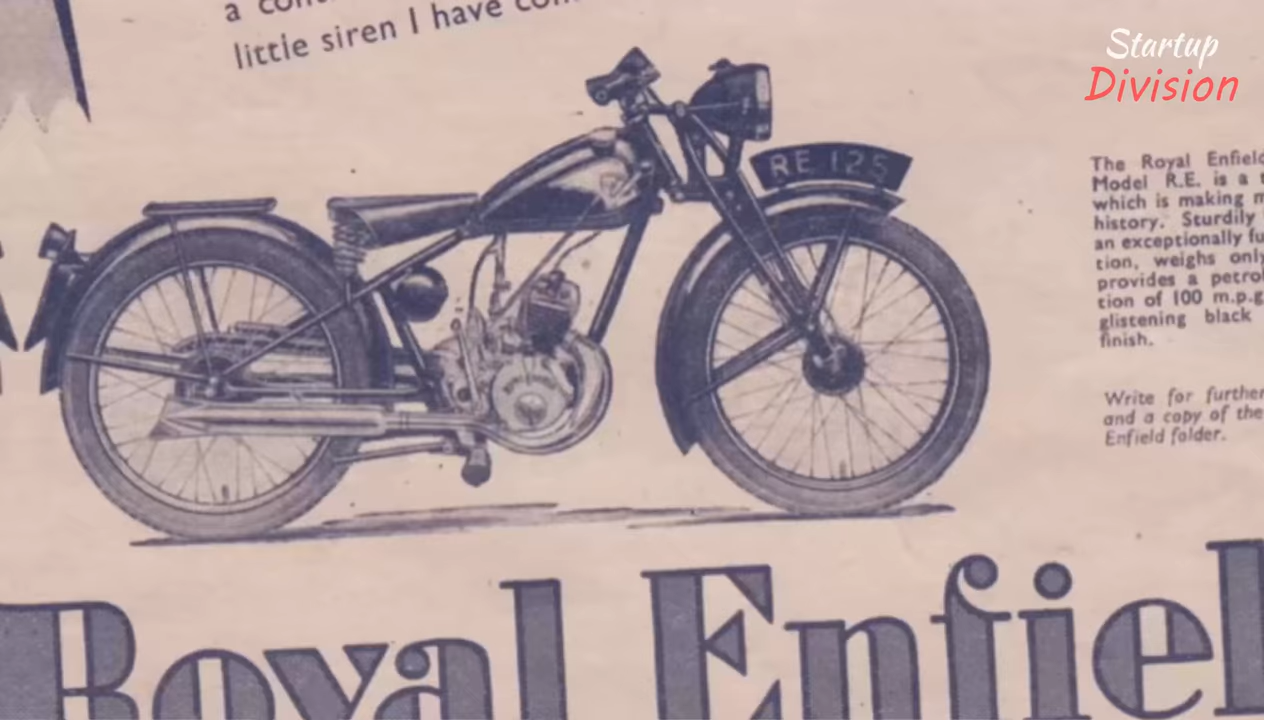 a
little siren I have
Startup
Division
RE 125
The Royal Enfield
Model R.E. is a
which is making
history. Sturdily
an exceptionally
tion, weighs only
provides a petrol
tion of 100 m.p.g
glistening black
finish.
Write for further
and a copy of the
Enfield folder.
Royal Enfiel